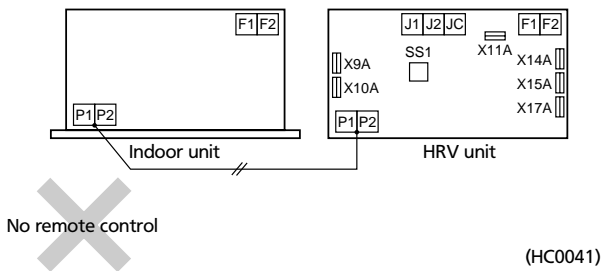 F1 F2
P1 P2
Indoor unit
J1 J2 JC
X11A
F1 F2
SS1
X9A
X10A
X14A
X15A
X17A
P1 P2
HRV unit
No remote control
(HC0041)